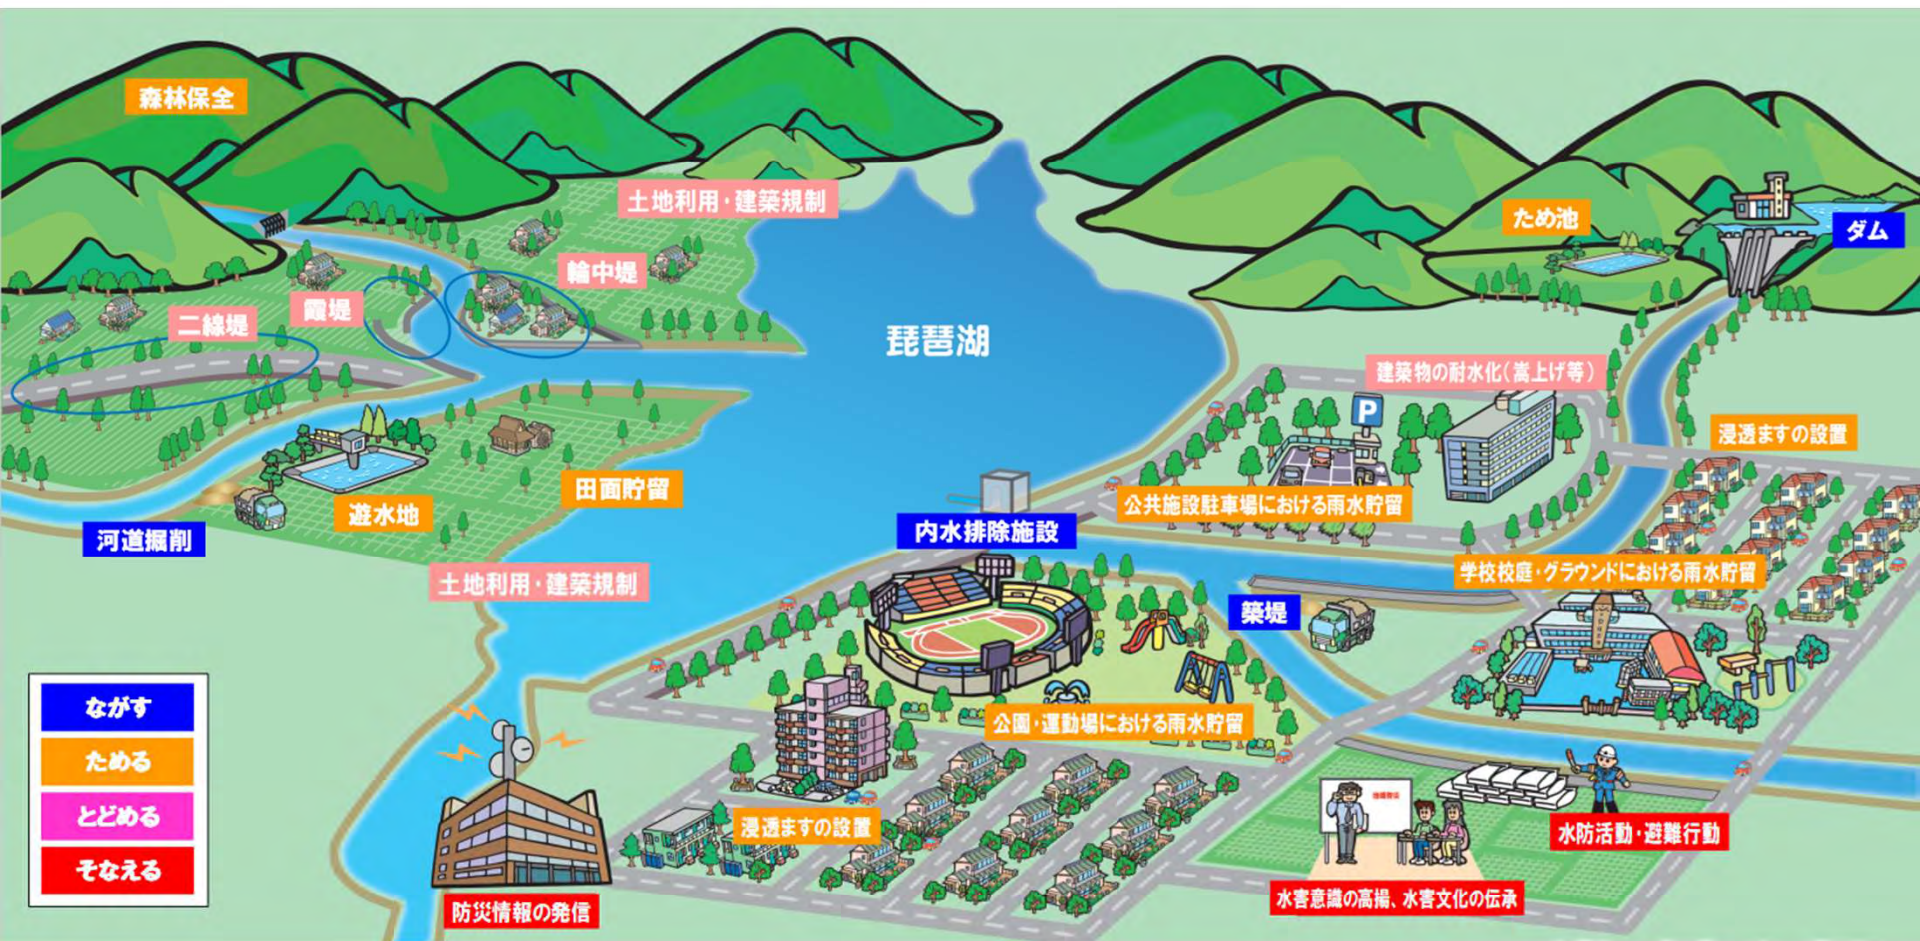 森林保全
土地利用・建築規制
ため池
ダム
輪中堤
霞堤
二線堤
琵琶湖
建築物の耐水化（嵩上げ等）
P
浸透ますの設置
田面貯留
公共施設駐車場における雨水貯留
遊水地
河道掘削
内水排除施設
土地利用・建築規制
学校校庭・グラウンドにおける雨水貯留
築堤
ながす
ためる
とどめる
そなえる
公園・運動場における雨水貯留
浸透ますの設置
水防活動・避難行動
水害意識の高揚、水害文化の伝承
防災情報の発信